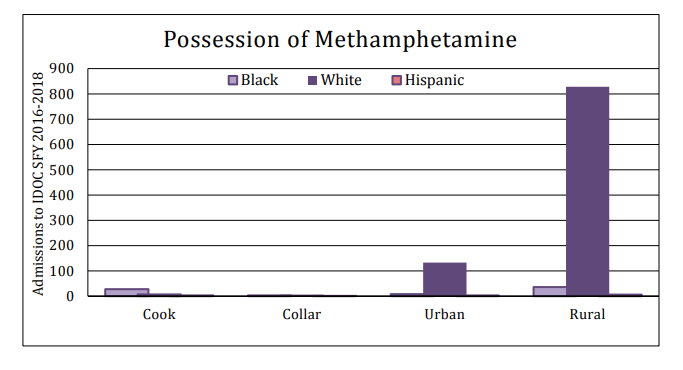 Possession of Methamphetamine
Admissions to IDOC SFY 2016-2018
Black White Hispanic
900
800
700
600
500
400
300
200
100
0
Cook Collar Urban Rural